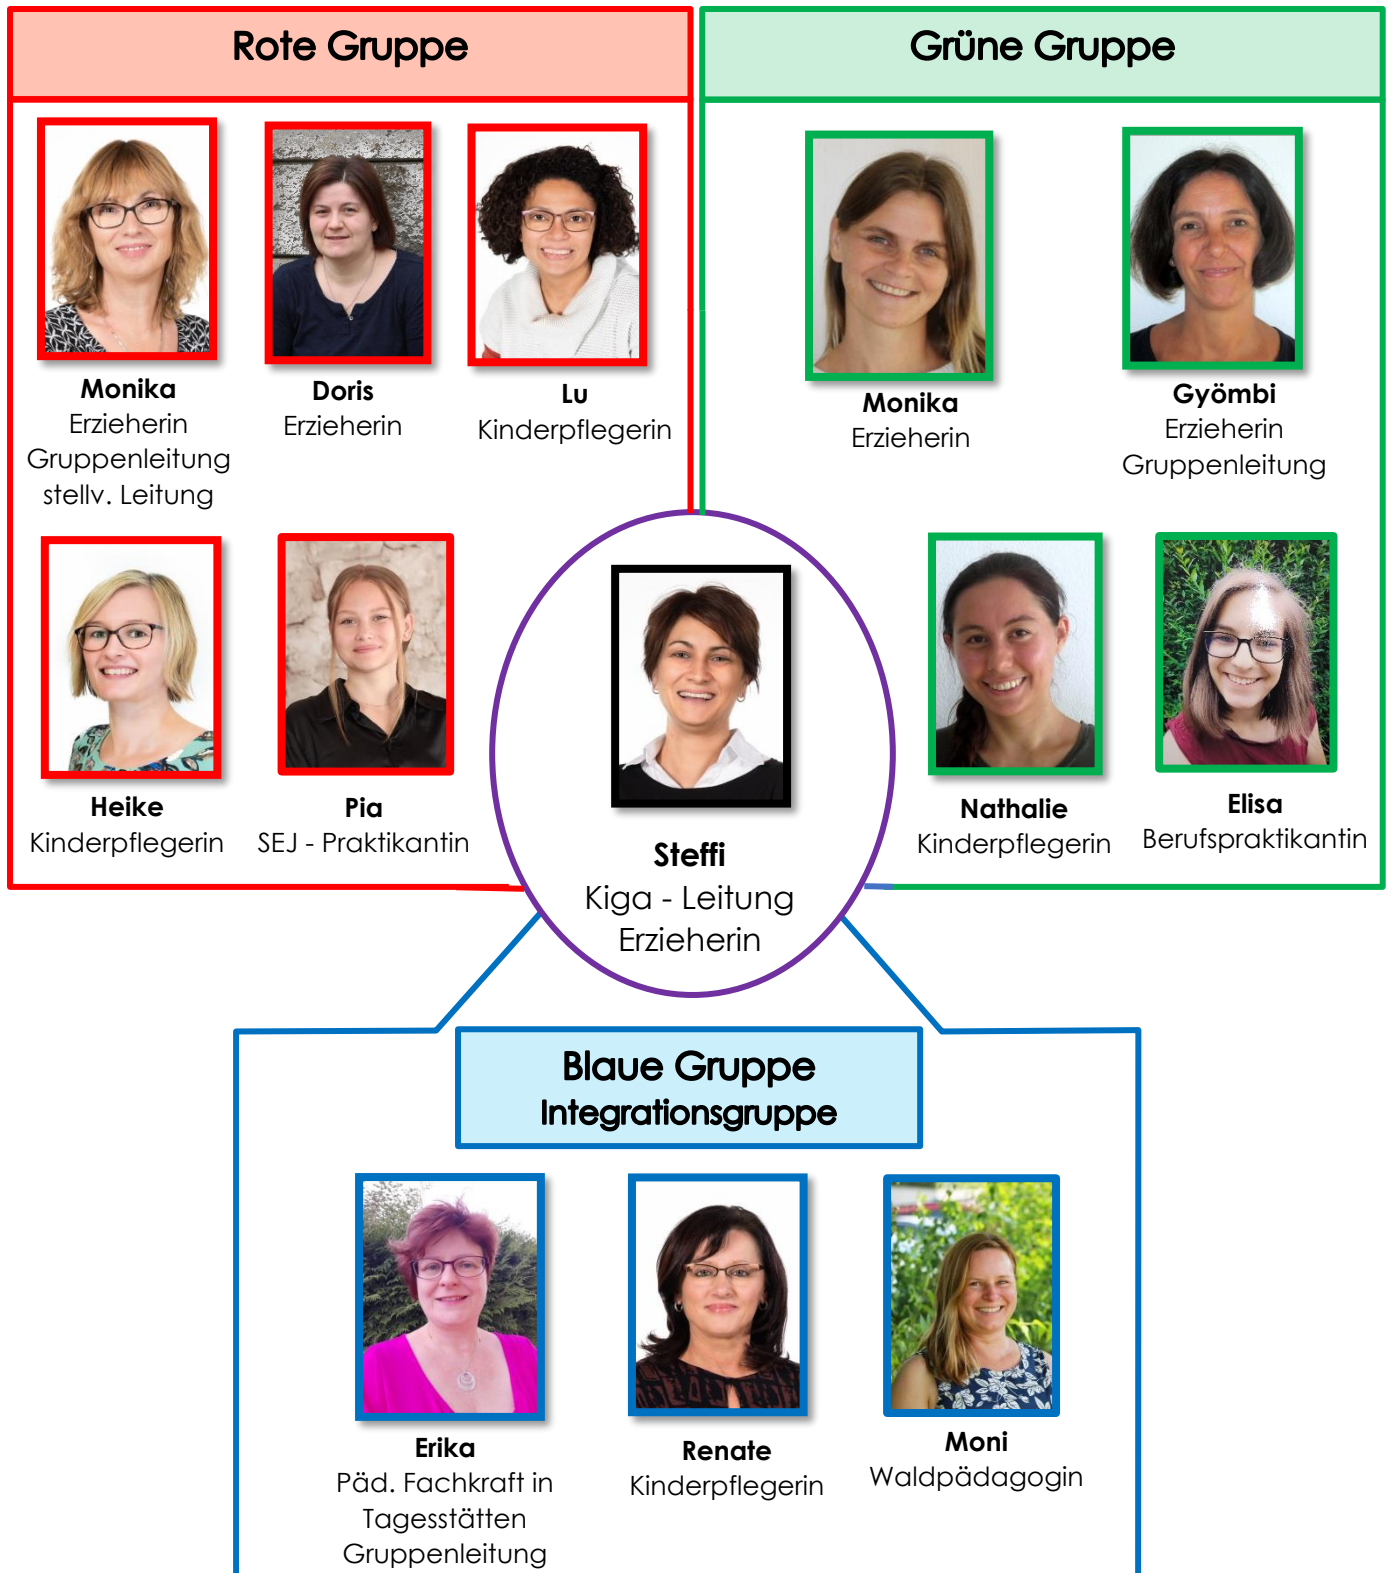 Rote Gruppe
Monika
Erzieherin
Gruppenleitung
stellv. Leitung
Doris
Erzieherin
Lu
Kinderpflegerin
Heike
Kinderpflegerin
Pia
SEJ - Praktikantin
Grüne Gruppe
Monika
Erzieherin
Gyömbi
Erzieherin
Gruppenleitung
Nathalie
Kinderpflegerin
Elisa
Berufspraktikantin
Steffi
Kiga - Leitung
Erzieherin
Blaue Gruppe
Integrationsgruppe
Erika
Päd. Fachkraft in
Tagesstätten
Gruppenleitung
Renate
Kinderpflegerin
Moni
Waldpädagogin